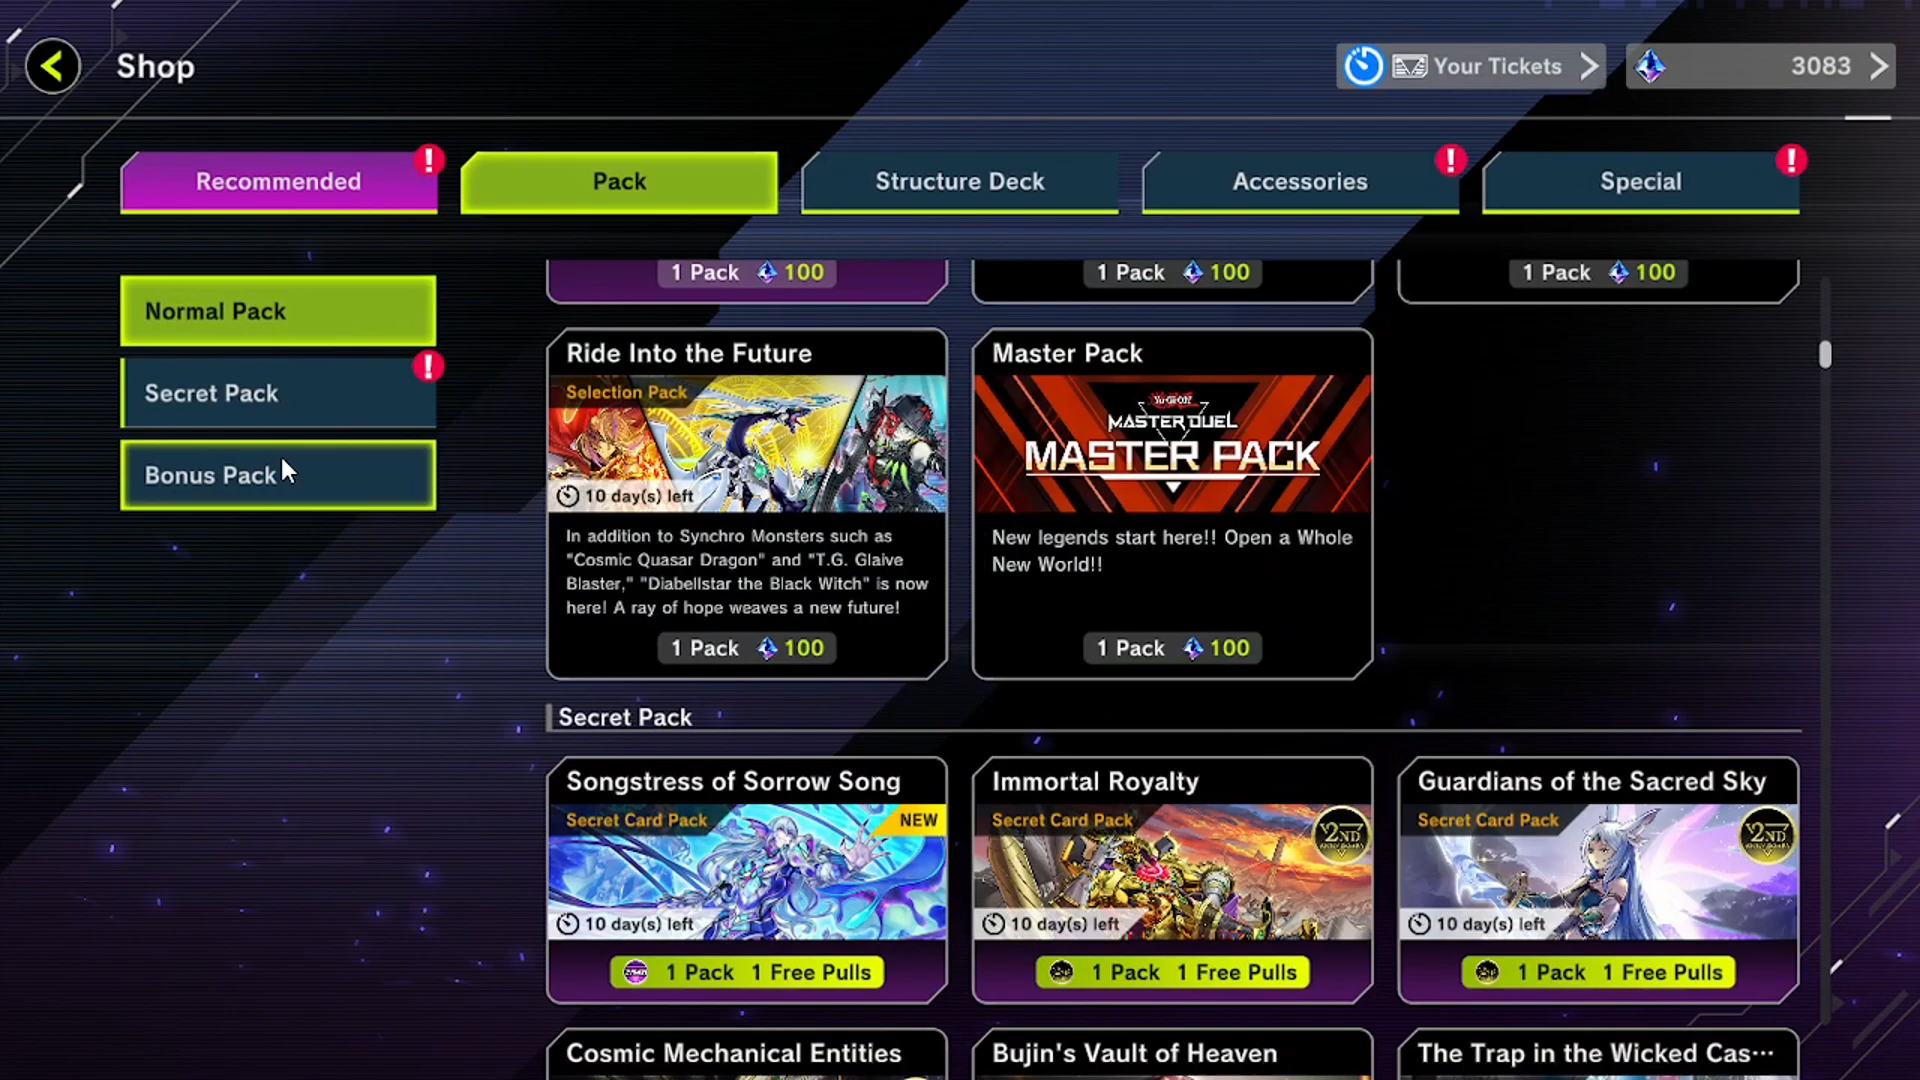 Shop
Your Tickets
3083
Recommended
!
Pack
Structure Deck
Accessories
!
Special
!
Normal Pack
Secret Pack
!
Bonus Pack
1 Pack 100
1 Pack 100
1 Pack 100
Ride Into the Future
Selection Pack
10 day(s) left
In addition to Synchro Monsters such as
"Cosmic Quasar Dragon" and "T.G. Glaive
Blaster," "Diabellstar the Black Witch" is now
here! A ray of hope weaves a new future!
1 Pack 100
Master Pack
Yu-Gi-Oh!
MASTER DUEL
MASTER PACK
New legends start here!! Open a Whole
New World!!
1 Pack 100
Secret Pack
Songstress of Sorrow Song
Secret Card Pack
NEW
10 day(s) left
1 Pack 1 Free Pulls
Immortal Royalty
Secret Card Pack
2ND
10 day(s) left
1 Pack 1 Free Pulls
Guardians of the Sacred Sky
Secret Card Pack
2ND
10 day(s) left
1 Pack 1 Free Pulls
Cosmic Mechanical Entities
Bujin's Vault of Heaven
The Trap in the Wicked Cas···